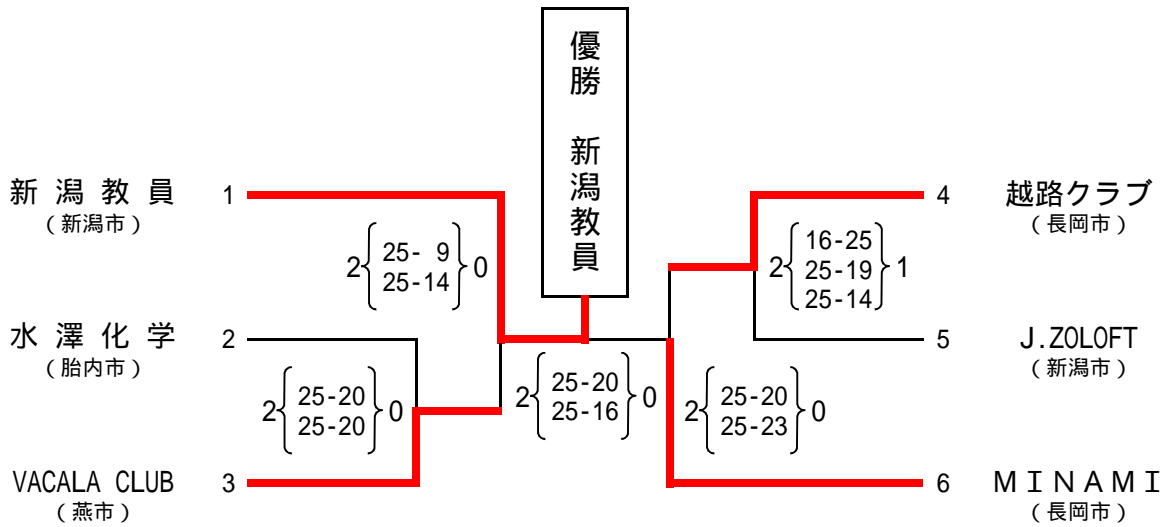 優勝 新潟教員
新潟教員 1
（新潟市）
2 25- 9 0
25-14
水澤化学 2
（胎内市）
2 25-20 0
25-20
VACALA CLUB 3
（燕市）
2 25-20 0
25-16
4 越路クラブ
（長岡市）
2 16-25 1
25-19
25-14
5 J.ZOLOFT
（新潟市）
2 25-20 0
25-23
6 ＭＩＮＡＭＩ
（長岡市）